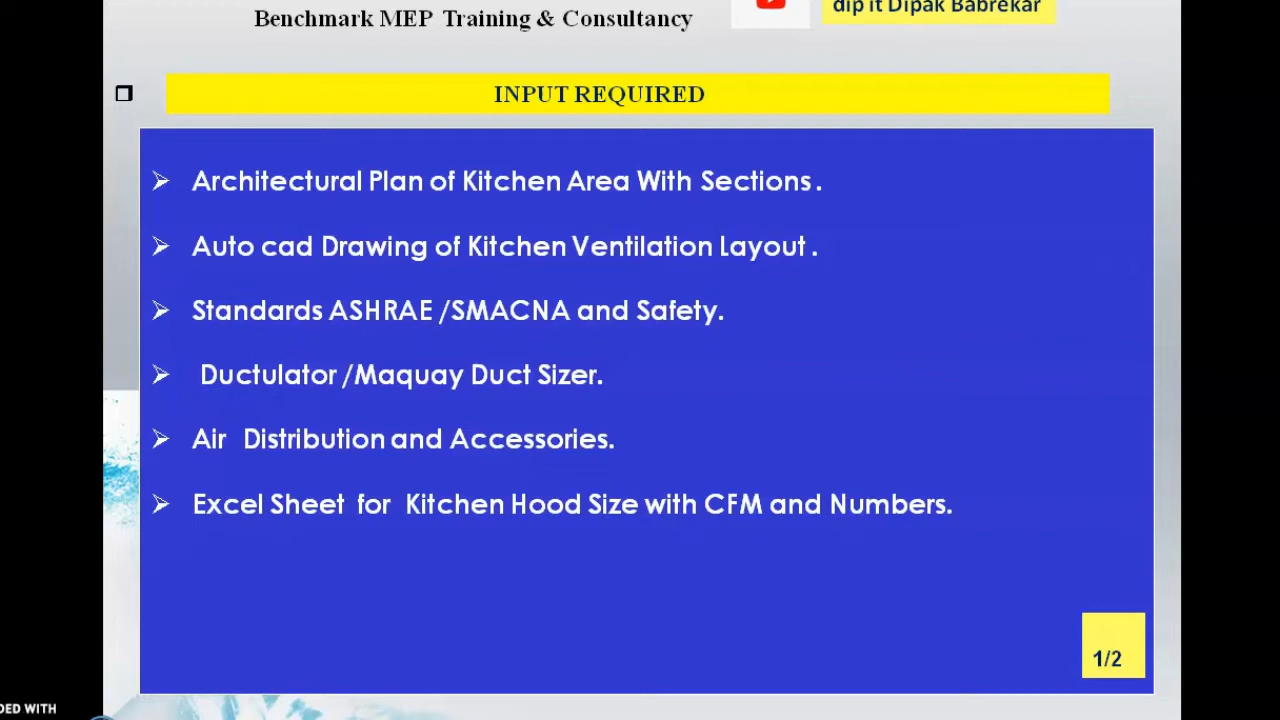 Benchmark MEP Training & Consultancy
dip it Dipak Babrekar
INPUT REQUIRED
Architectural Plan of Kitchen Area With Sections .
Auto cad Drawing of Kitchen Ventilation Layout .
Standards ASHRAE /SMACNA and Safety.
Ductulator /Maquay Duct Sizer.
Air Distribution and Accessories.
Excel Sheet for Kitchen Hood Size with CFM and Numbers.
1/2
WITH